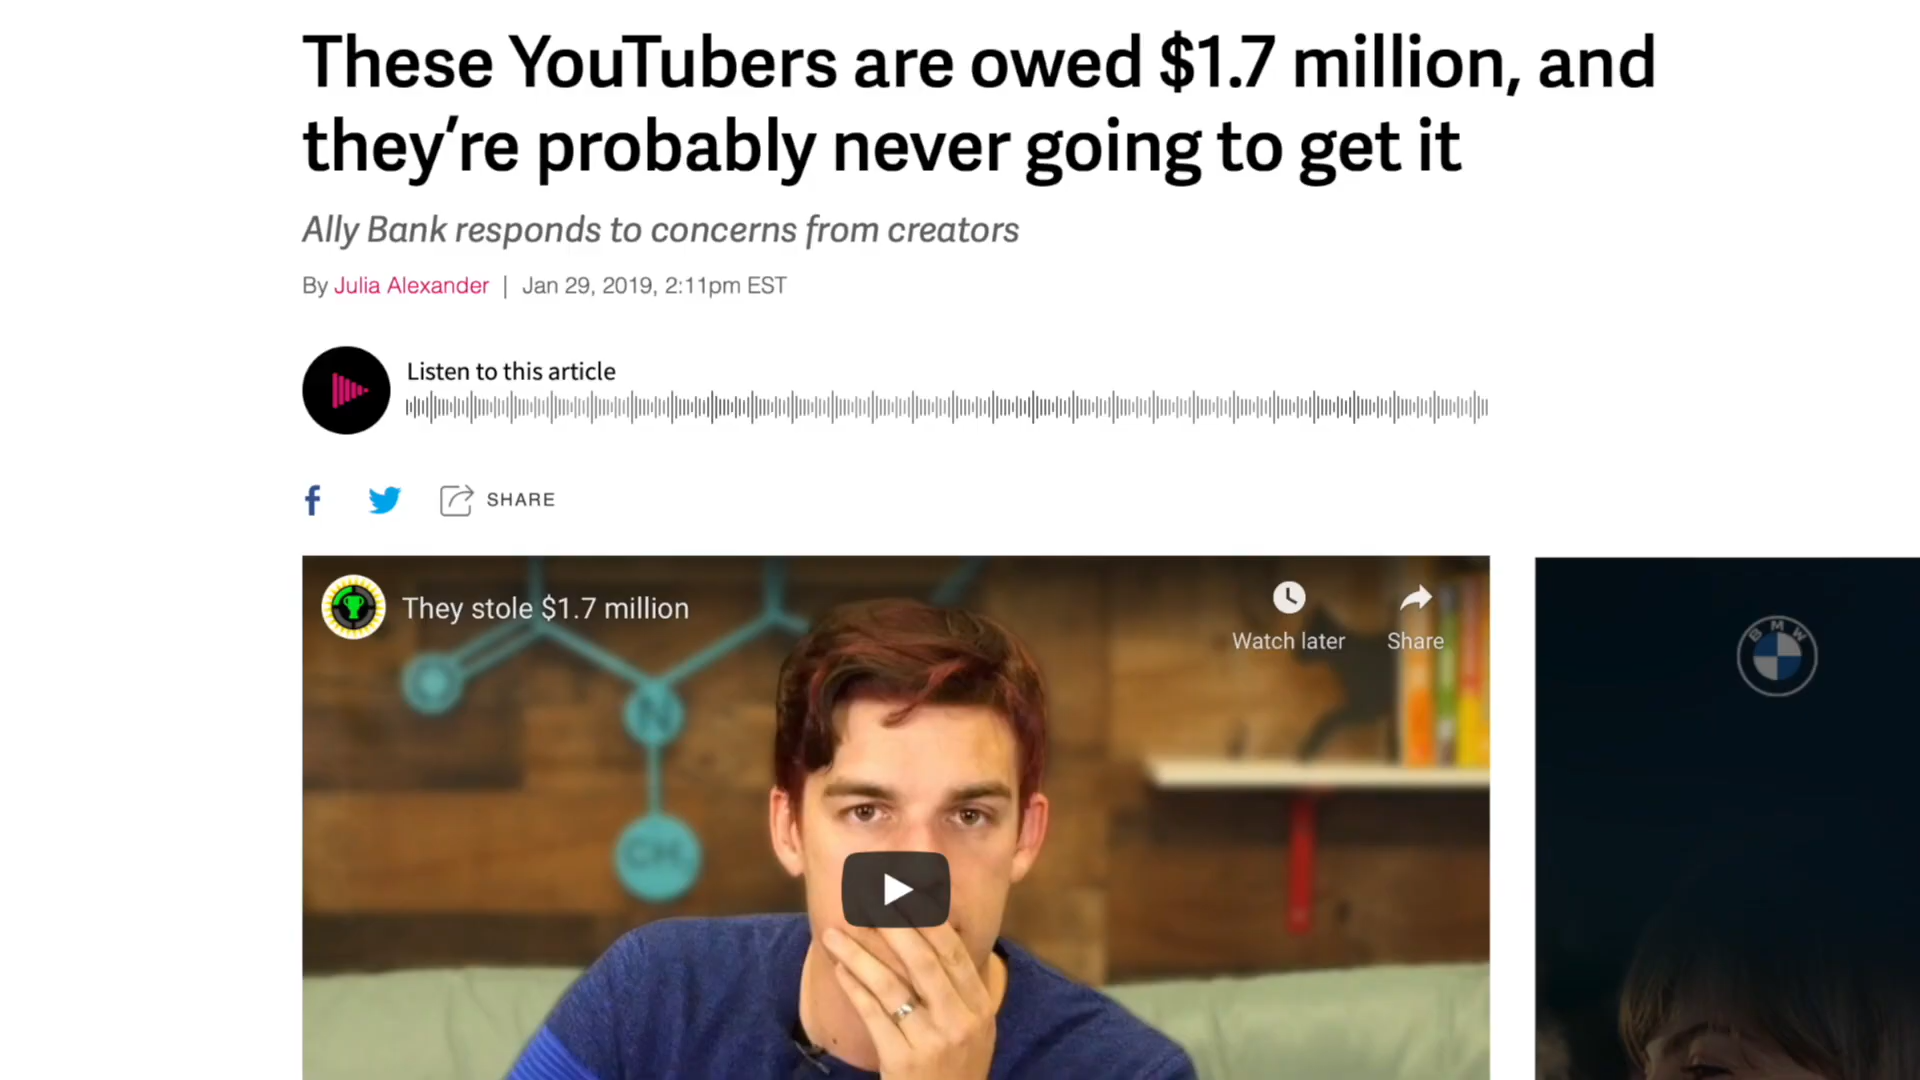 These YouTubers are owed $1.7 million, and
they’re probably never going to get it
Ally Bank responds to concerns from creators
By Julia Alexander | Jan 29, 2019, 2:11pm EST
Listen to this article
SHARE
They stole $1.7 million
Watch later
Share
BMW
N
CH₃